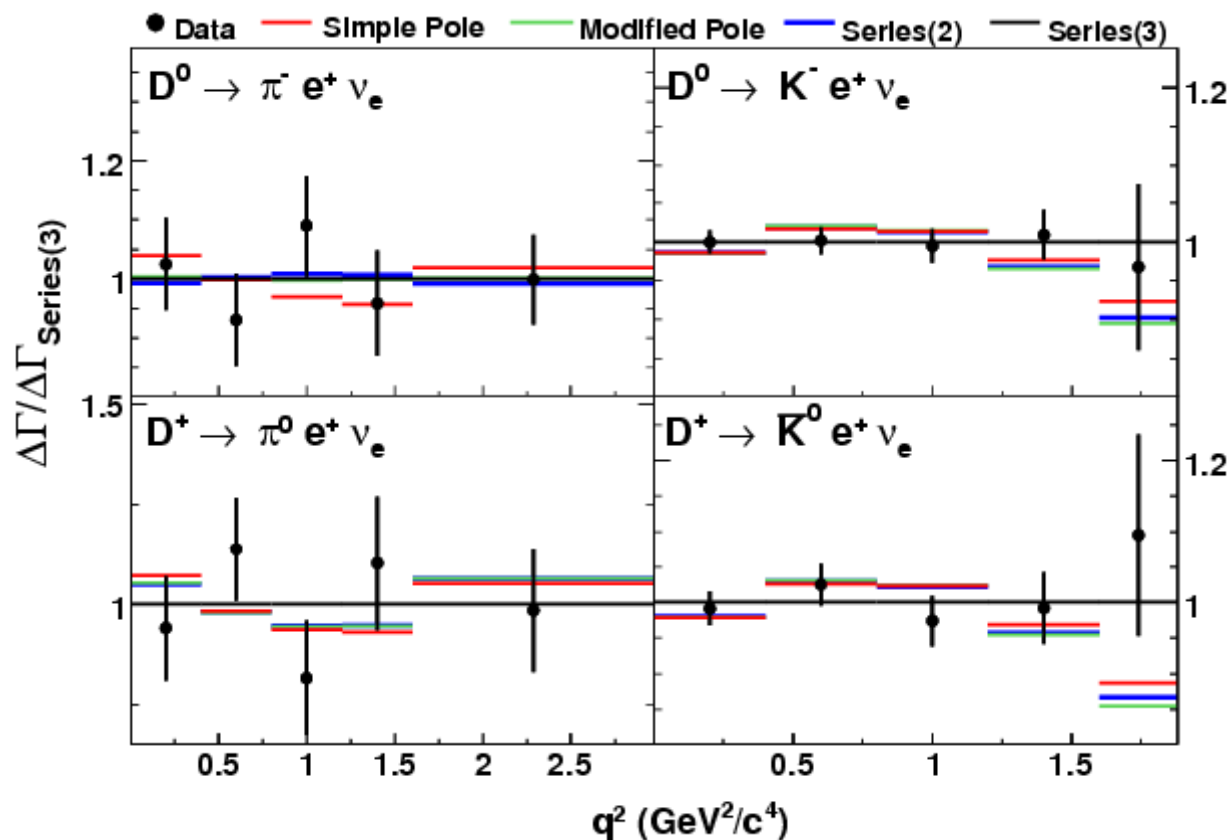 Data Simple Pole Modified Pole Series(2) Series(3)
D⁰ → π⁻ e⁺ νₑ
D⁰ → K⁻ e⁺ νₑ
1.2
1
1.2
1
D⁺ → π⁰ e⁺ νₑ
D⁺ → K̅⁰ e⁺ νₑ
1.5
1
1.2
1
ΔΓ/ΔΓ Series(3)
0.5 1 1.5 2 2.5
0.5 1 1.5
q² (GeV²/c⁴)